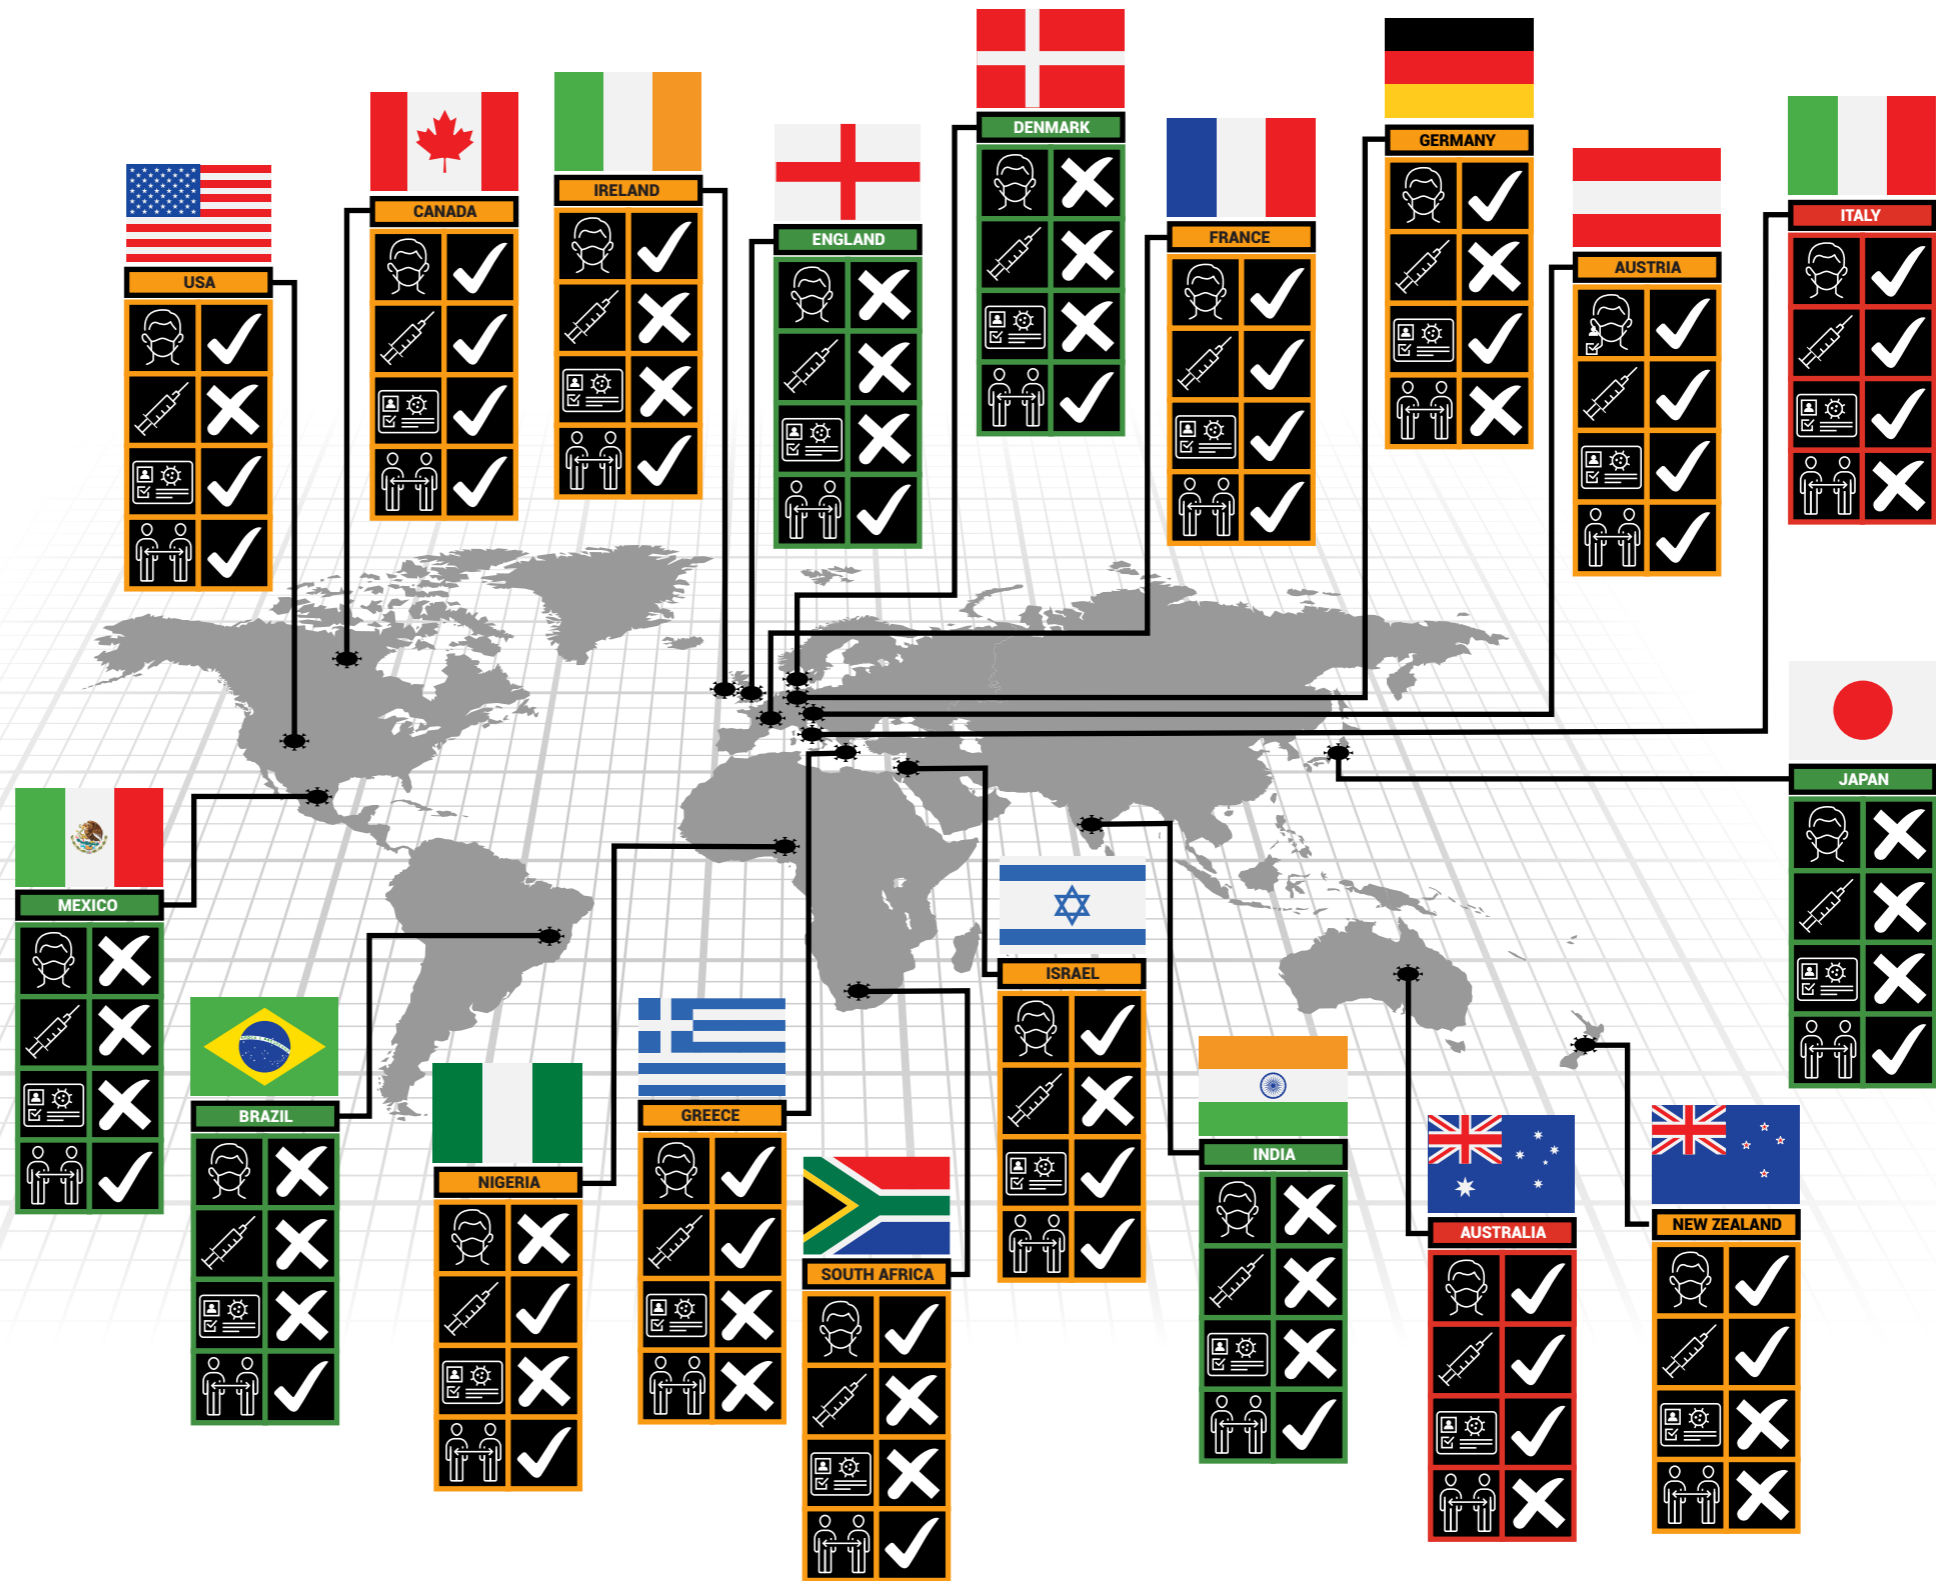 DENMARK
GERMANY
IRELAND
CANADA
ITALY
FRANCE
ENGLAND
AUSTRIA
USA
JAPAN
MEXICO
ISRAEL
BRAZIL
GREECE
INDIA
NIGERIA
NEW ZEALAND
AUSTRALIA
SOUTH AFRICA